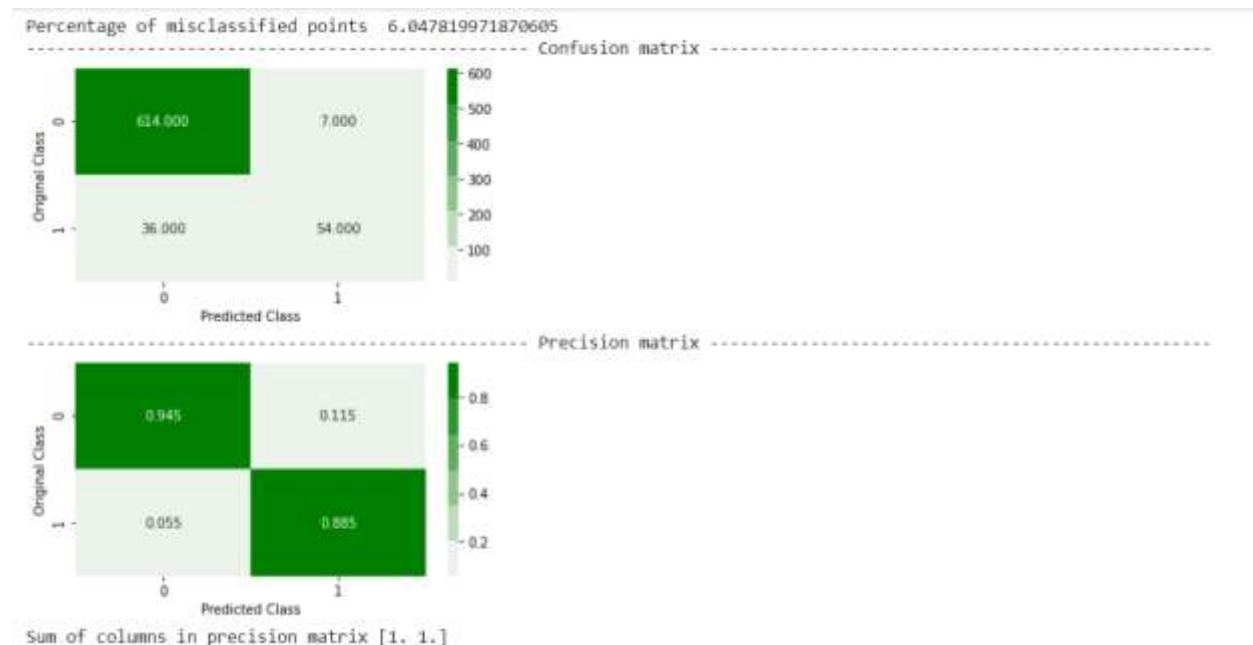 Percentage of misclassified points 6.047819971870605
-------------------------------------------------- Confusion matrix --------------------------------------------------
600
0 614.000 7.000
500
400
Original Class
300
200
1 36.000 54.000
100
0 1
Predicted Class
-------------------------------------------------- Precision matrix --------------------------------------------------
0.8
0 0.945 0.115
0.6
Original Class
0.4
1 0.055 0.885
0.2
0 1
Predicted Class
Sum of columns in precision matrix [1. 1.]